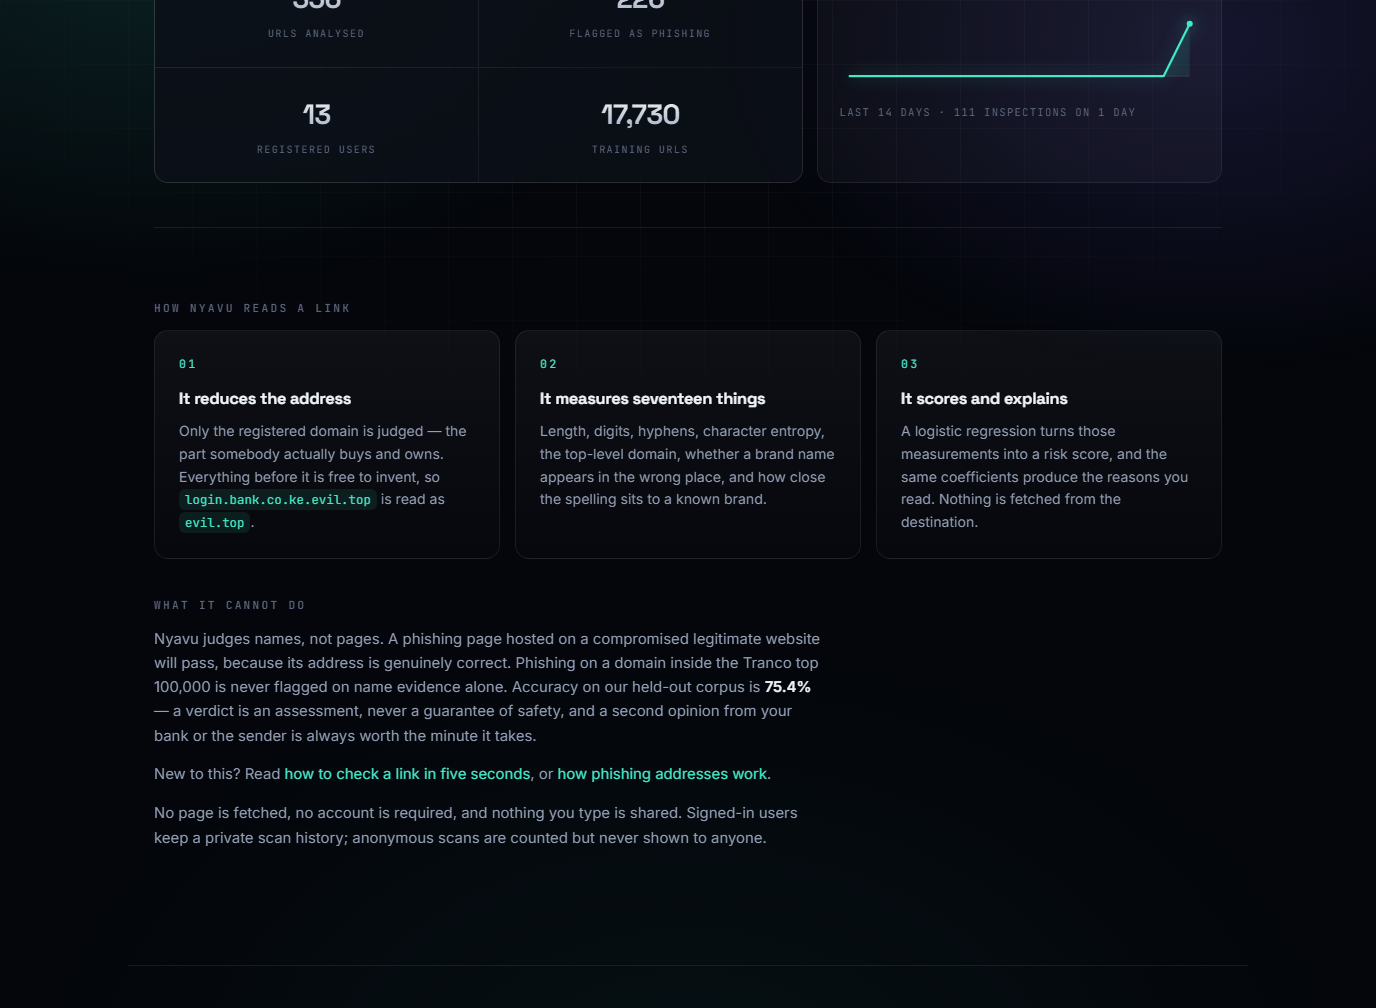 URLS ANALYSED
FLAGGED AS PHISHING
13
REGISTERED USERS
17,730
TRAINING URLS
LAST 14 DAYS · 111 INSPECTIONS ON 1 DAY
HOW NYAVU READS A LINK
01
It reduces the address
Only the registered domain is judged — the
part somebody actually buys and owns.
Everything before it is free to invent, so
login.bank.co.ke.evil.top is read as
evil.top.
02
It measures seventeen things
Length, digits, hyphens, character entropy,
the top-level domain, whether a brand name
appears in the wrong place, and how close
the spelling sits to a known brand.
03
It scores and explains
A logistic regression turns those
measurements into a risk score, and the
same coefficients produce the reasons you
read. Nothing is fetched from the
destination.
WHAT IT CANNOT DO
Nyavu judges names, not pages. A phishing page hosted on a compromised legitimate website
will pass, because its address is genuinely correct. Phishing on a domain inside the Tranco top
100,000 is never flagged on name evidence alone. Accuracy on our held-out corpus is 75.4%
— a verdict is an assessment, never a guarantee of safety, and a second opinion from your
bank or the sender is always worth the minute it takes.
New to this? Read how to check a link in five seconds, or how phishing addresses work.
No page is fetched, no account is required, and nothing you type is shared. Signed-in users
keep a private scan history; anonymous scans are counted but never shown to anyone.